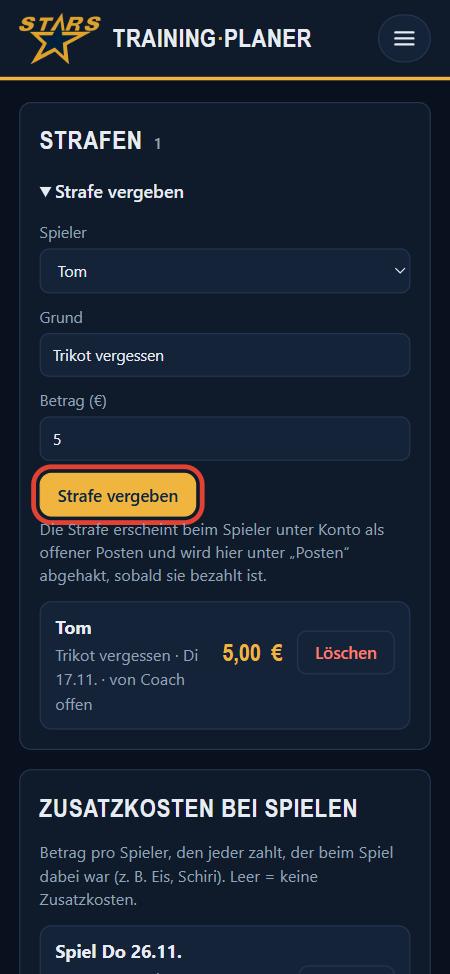 STARS
TRAINING·PLANER
STRAFEN 1
▼ Strafe vergeben
Spieler
Tom
Grund
Trikot vergessen
Betrag (€)
5
Strafe vergeben
Die Strafe erscheint beim Spieler unter Konto als
offener Posten und wird hier unter „Posten“
abgehakt, sobald sie bezahlt ist.
Tom
Trikot vergessen · Di
17.11. · von Coach
offen
5,00 €
Löschen
ZUSATZKOSTEN BEI SPIELEN
Betrag pro Spieler, den jeder zahlt, der beim Spiel
dabei war (z. B. Eis, Schiri). Leer = keine
Zusatzkosten.
Spiel Do 26.11.